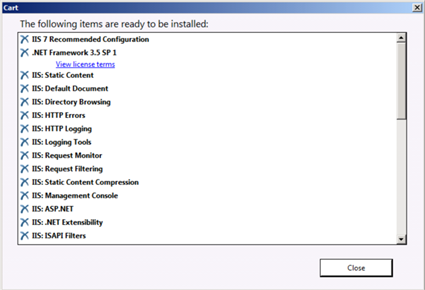 Cart
The following items are ready to be installed:
IIS 7 Recommended Configuration
.NET Framework 3.5 SP 1
View license terms
IIS: Static Content
IIS: Default Document
IIS: Directory Browsing
IIS: HTTP Errors
IIS: HTTP Logging
IIS: Logging Tools
IIS: Request Monitor
IIS: Request Filtering
IIS: Static Content Compression
IIS: Management Console
IIS: ASP.NET
IIS: .NET Extensibility
IIS: ISAPI Filters
Close